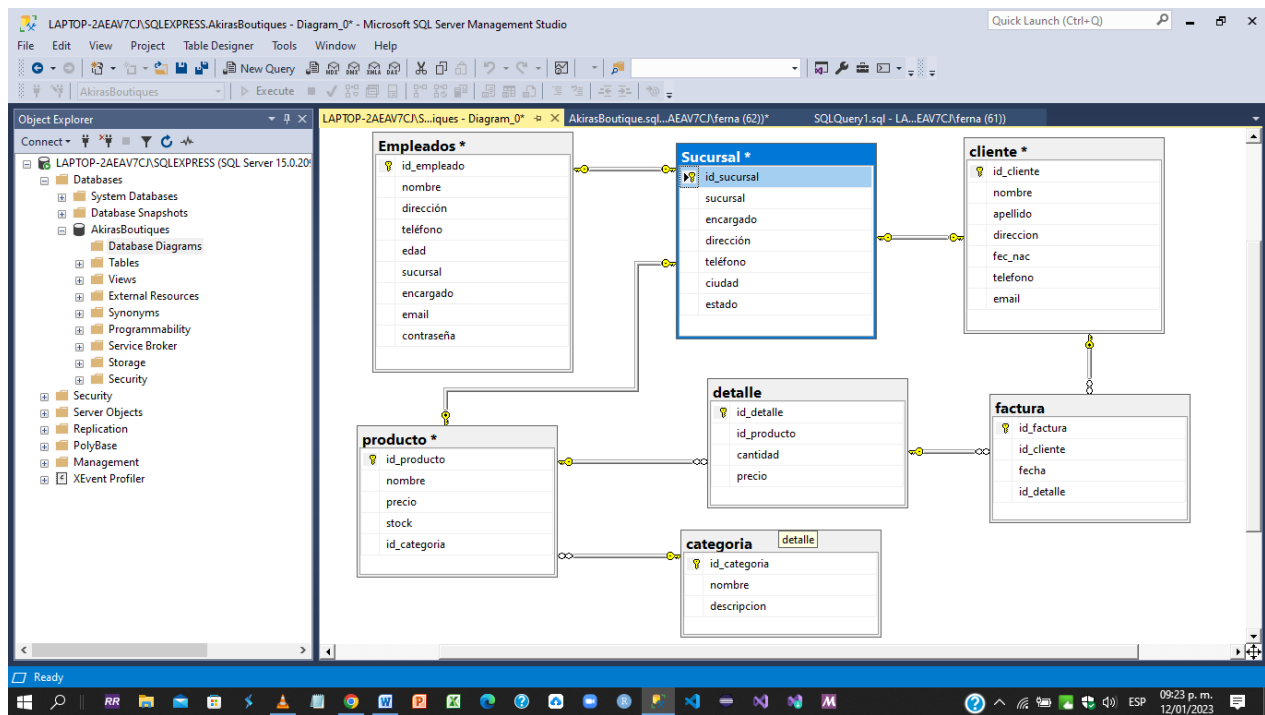 LAPTOP-2AEAV7CJ\SQLEXPRESS.AkirasBoutiques - Diagram_0* - Microsoft SQL Server Management Studio
Quick Launch (Ctrl+Q)
File Edit View Project Table Designer Tools Window Help
New Query
MDX DMX XMLA DAX
AkirasBoutiques
Execute
Object Explorer
LAPTOP-2AEAV7CJ\S...iques - Diagram_0*
AkirasBoutique.sql...AEAV7CJ\ferna (62))*
SQLQuery1.sql - LA...EAV7CJ\ferna (61))
Connect
LAPTOP-2AEAV7CJ\SQLEXPRESS (SQL Server 15.0.209
Databases
System Databases
Database Snapshots
AkirasBoutiques
Database Diagrams
Tables
Views
External Resources
Synonyms
Programmability
Service Broker
Storage
Security
Security
Server Objects
Replication
PolyBase
Management
XEvent Profiler
Empleados *
id_empleado
nombre
dirección
teléfono
edad
sucursal
encargado
email
contraseña
Sucursal *
id_sucursal
sucursal
encargado
dirección
teléfono
ciudad
estado
cliente *
id_cliente
nombre
apellido
direccion
fec_nac
telefono
email
producto *
id_producto
nombre
precio
stock
id_categoria
detalle
id_detalle
id_producto
cantidad
precio
factura
id_factura
id_cliente
fecha
id_detalle
categoria
detalle
id_categoria
nombre
descripcion
Ready
RR
ESP
09:23 p. m.
12/01/2023